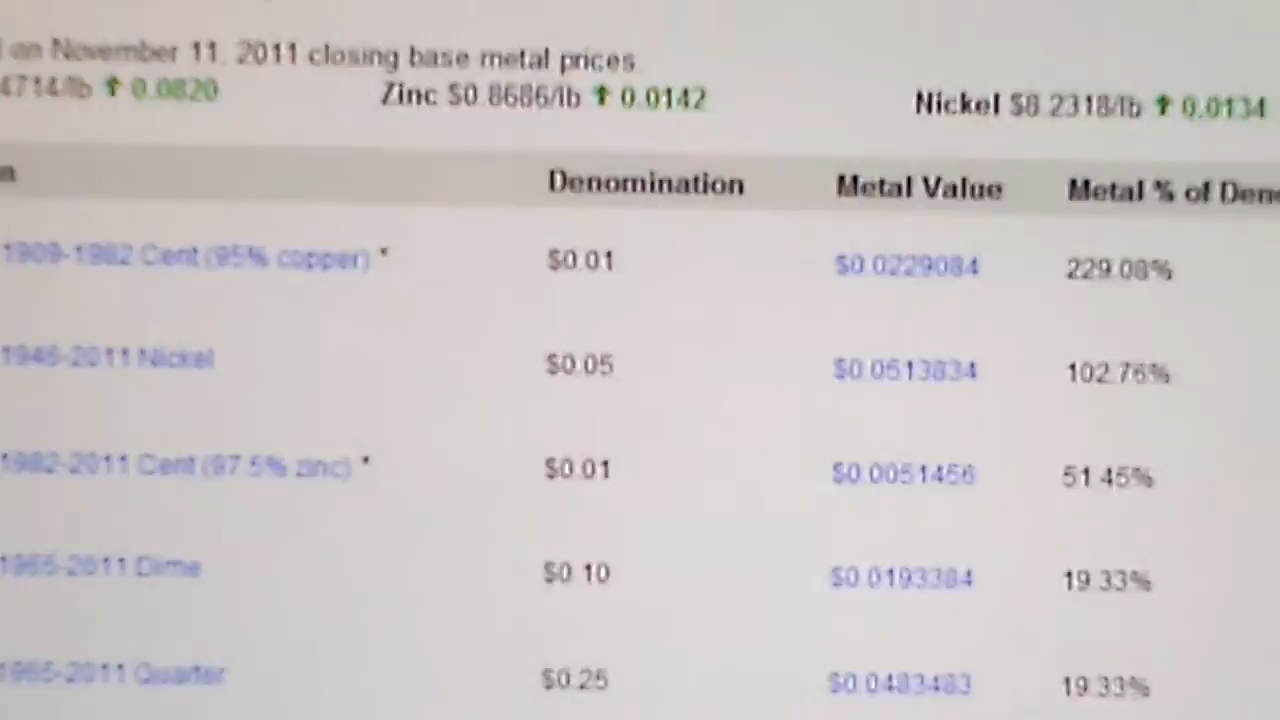 on November 11, 2011 closing base metal prices
4714/lb ⬆ 0.0820 Zinc $0.8686/lb ⬆ 0.0142 Nickel $8.2318/lb ⬆ 0.0134
Denomination Metal Value Metal % of Deno
1909-1982 Cent (95% copper) * $0.01 $0.0229084 229.08%
1946-2011 Nickel $0.05 $0.0513834 102.76%
1982-2011 Cent (97.5% zinc) * $0.01 $0.0051456 51.45%
1965-2011 Dime $0.10 $0.0193384 19.33%
1965-2011 Quarter $0.25 $0.0483483 19.33%